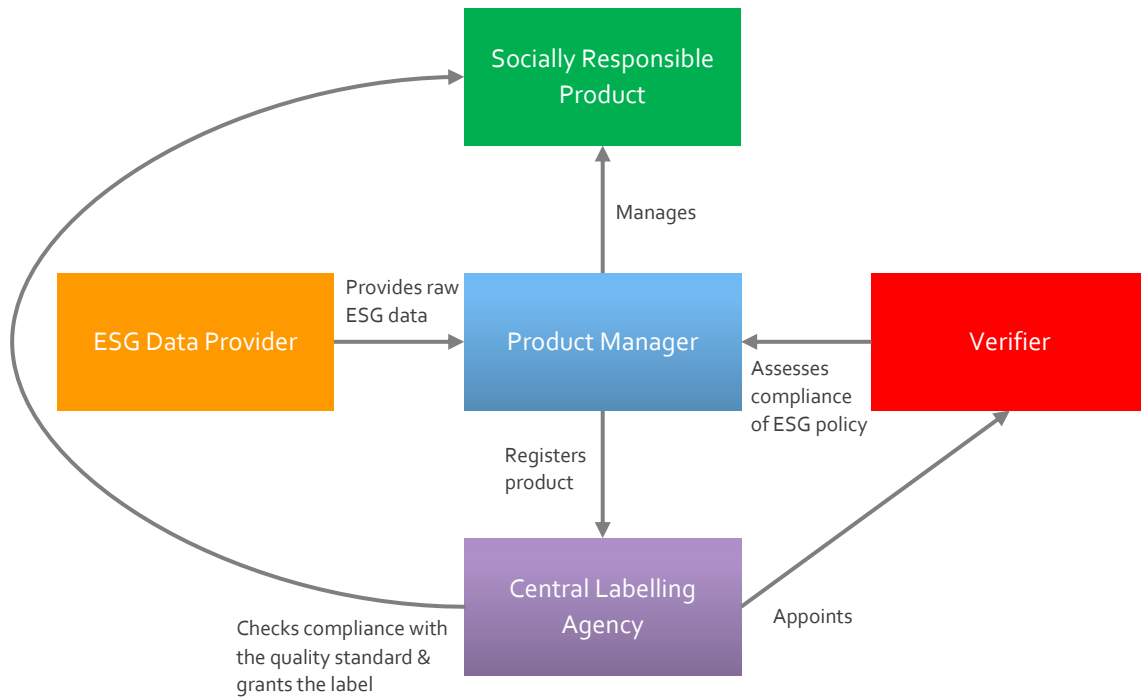 Socially Responsible
Product
Manages
ESG Data Provider
Provides raw
ESG data
Product Manager
Assesses
compliance
of ESG policy
Verifier
Registers
product
Central Labelling
Agency
Appoints
Checks compliance with
the quality standard &
grants the label